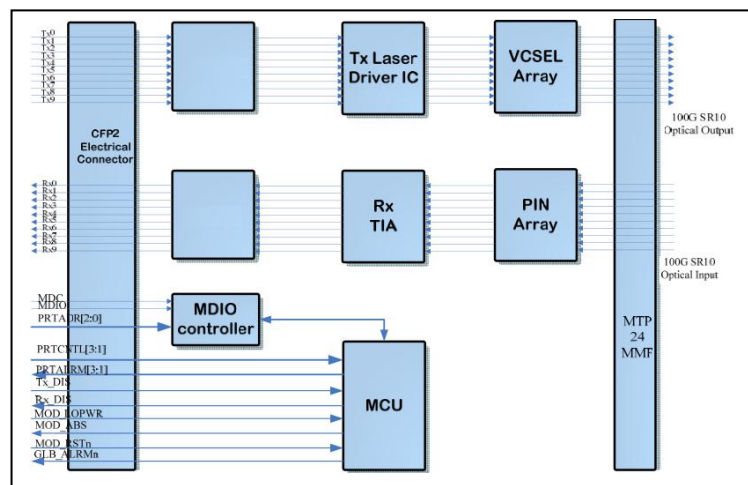 Tx0
Tx1
Tx2
Tx3
Tx4
Tx5
Tx6
Tx7
Tx8
Tx9
CFP2
Electrical
Connector
Tx Laser
Driver IC
VCSEL
Array
100G SR10
Optical Output
Rx0
Rx1
Rx2
Rx3
Rx4
Rx5
Rx6
Rx7
Rx8
Rx9
Rx
TIA
PIN
Array
100G SR10
Optical Input
MTP
24
MMF
MDC
MDIO
PRTADR[2:0]
MDIO
controller
PRTCNTL[3:1]
PRTALRM[3:1]
Tx_DIS
Rx_DIS
MOD_LOPWR
MOD_ABS
MOD_RSTn
GLB_ALRMn
MCU